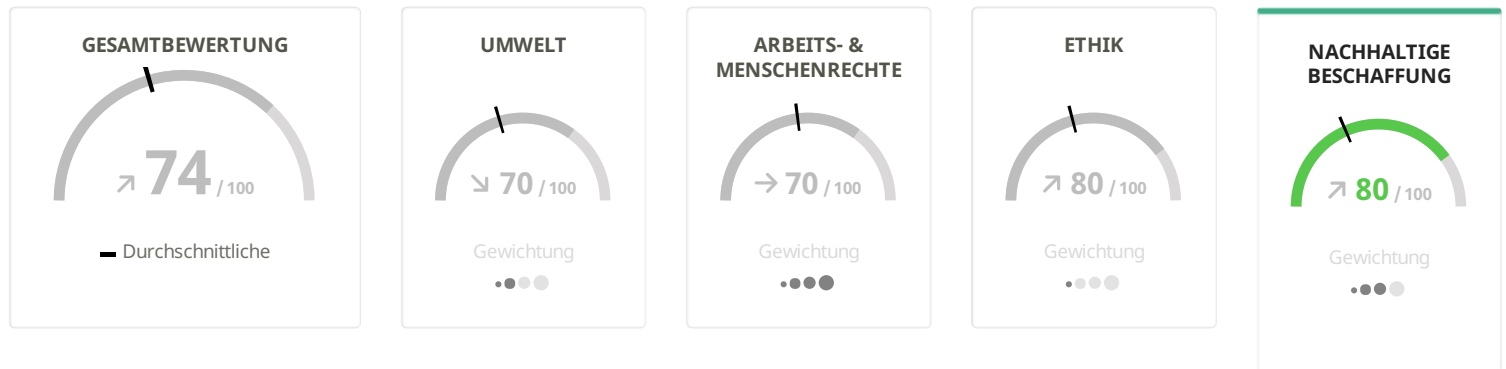 GESAMTBEWERTUNG
74 / 100
Durchschnittliche
UMWELT
70 / 100
Gewichtung
ARBEITS- &
MENSCHENRECHTE
70 / 100
Gewichtung
ETHIK
80 / 100
Gewichtung
NACHHALTIGE
BESCHAFFUNG
80 / 100
Gewichtung